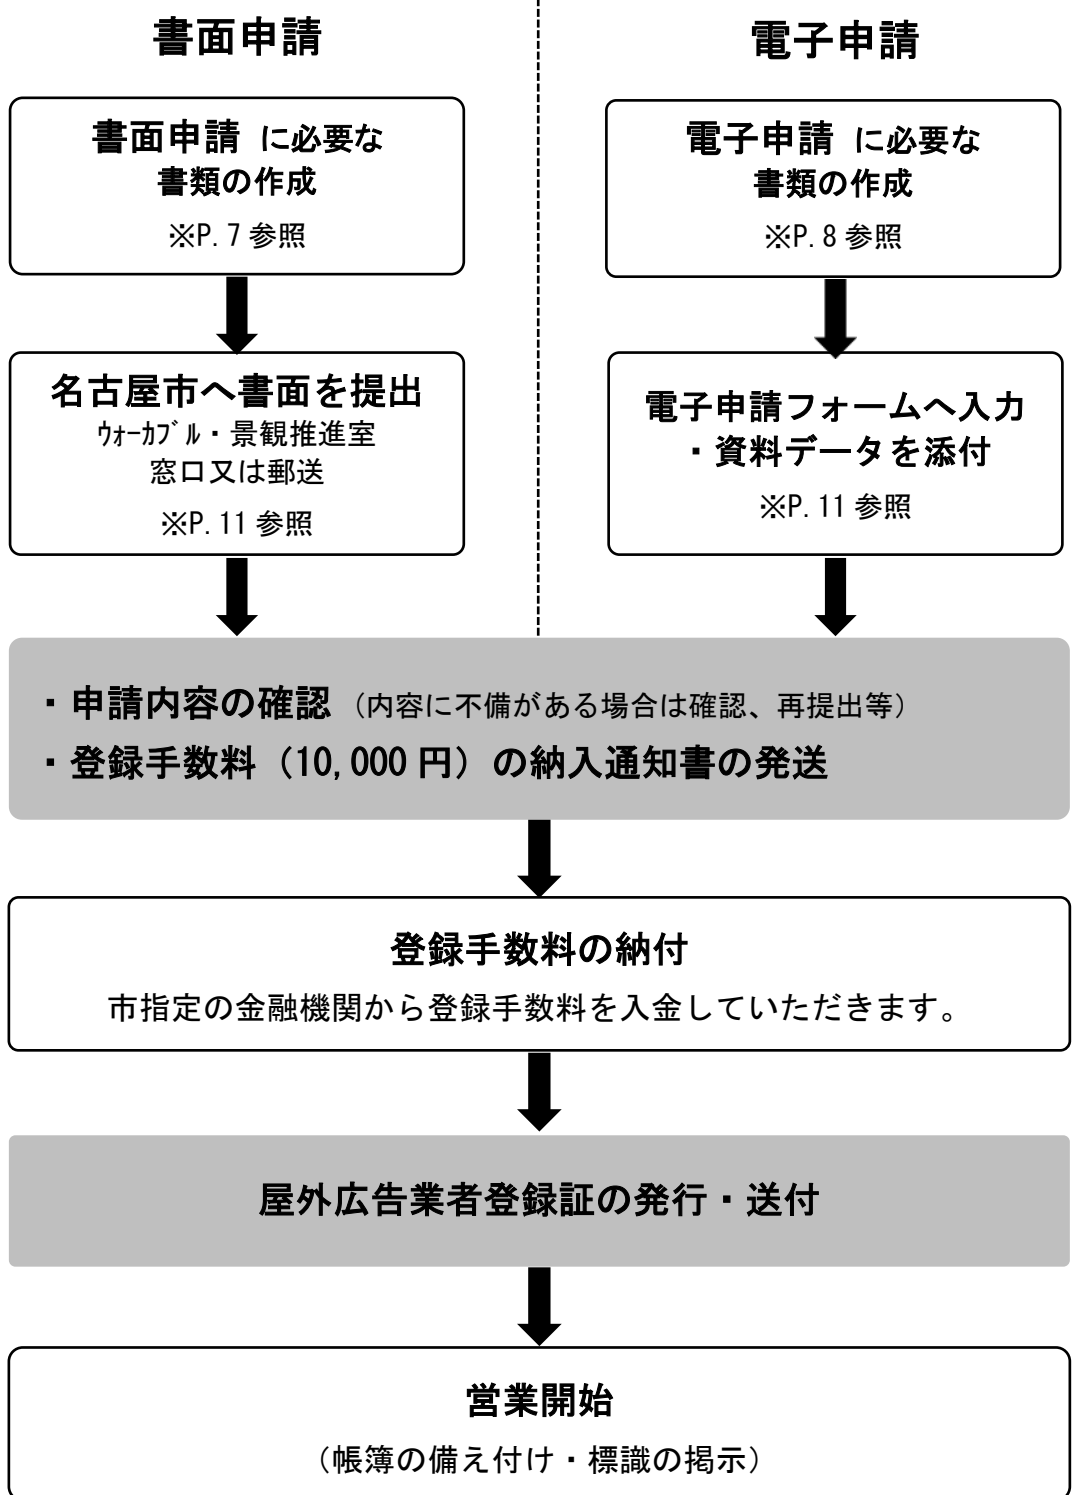 書面申請
電子申請
書面申請 に必要な
書類の作成
※P.7 参照
電子申請 に必要な
書類の作成
※P.8 参照
名古屋市へ書面を提出
ｳｫｰｶﾌﾞﾙ・景観推進室
窓口又は郵送
※P.11 参照
電子申請フォームへ入力
・資料データを添付
※P.11 参照
・申請内容の確認（内容に不備がある場合は確認、再提出等）
・登録手数料（10,000 円）の納入通知書の発送
登録手数料の納付
市指定の金融機関から登録手数料を入金していただきます。
屋外広告業者登録証の発行・送付
営業開始
（帳簿の備え付け・標識の掲示）